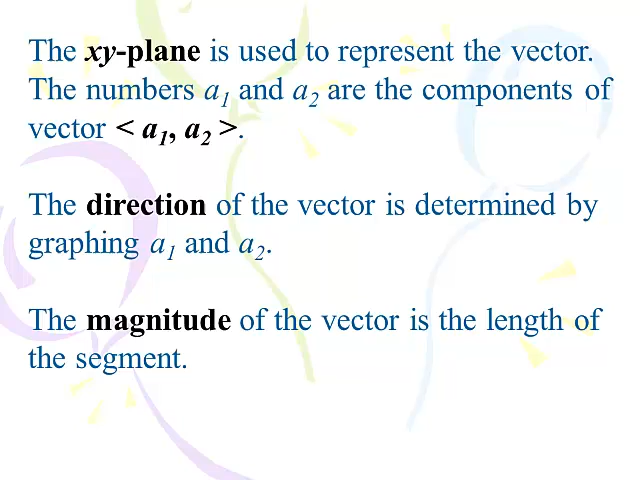 The xy-plane is used to represent the vector.
The numbers a₁ and a₂ are the components of
vector < a₁, a₂ >.
The direction of the vector is determined by
graphing a₁ and a₂.
The magnitude of the vector is the length of
the segment.